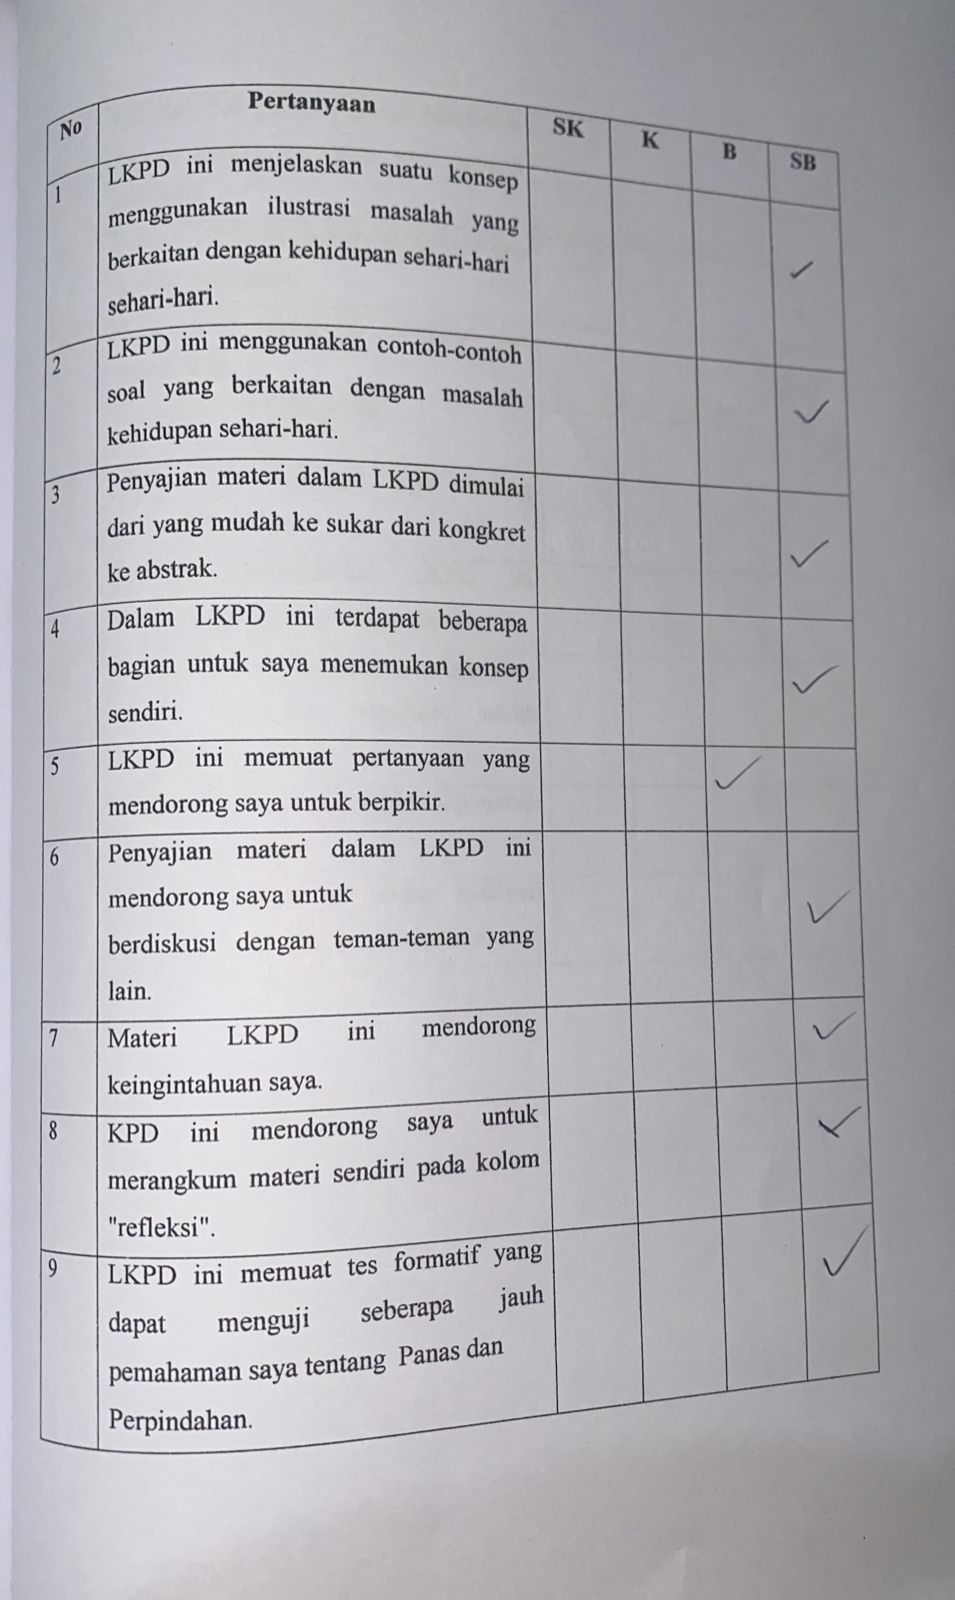 No Pertanyaan SK K B SB
1 LKPD ini menjelaskan suatu konsep
menggunakan ilustrasi masalah yang
berkaitan dengan kehidupan sehari-hari
sehari-hari. ✓
2 LKPD ini menggunakan contoh-contoh
soal yang berkaitan dengan masalah
kehidupan sehari-hari. ✓
3 Penyajian materi dalam LKPD dimulai
dari yang mudah ke sukar dari kongkret
ke abstrak. ✓
4 Dalam LKPD ini terdapat beberapa
bagian untuk saya menemukan konsep
sendiri. ✓
5 LKPD ini memuat pertanyaan yang
mendorong saya untuk berpikir. ✓
6 Penyajian materi dalam LKPD ini
mendorong saya untuk
berdiskusi dengan teman-teman yang
lain. ✓
7 Materi LKPD ini mendorong
keingintahuan saya. ✓
8 KPD ini mendorong saya untuk
merangkum materi sendiri pada kolom
"refleksi". ✓
9 LKPD ini memuat tes formatif yang
dapat menguji seberapa jauh
pemahaman saya tentang Panas dan
Perpindahan. ✓